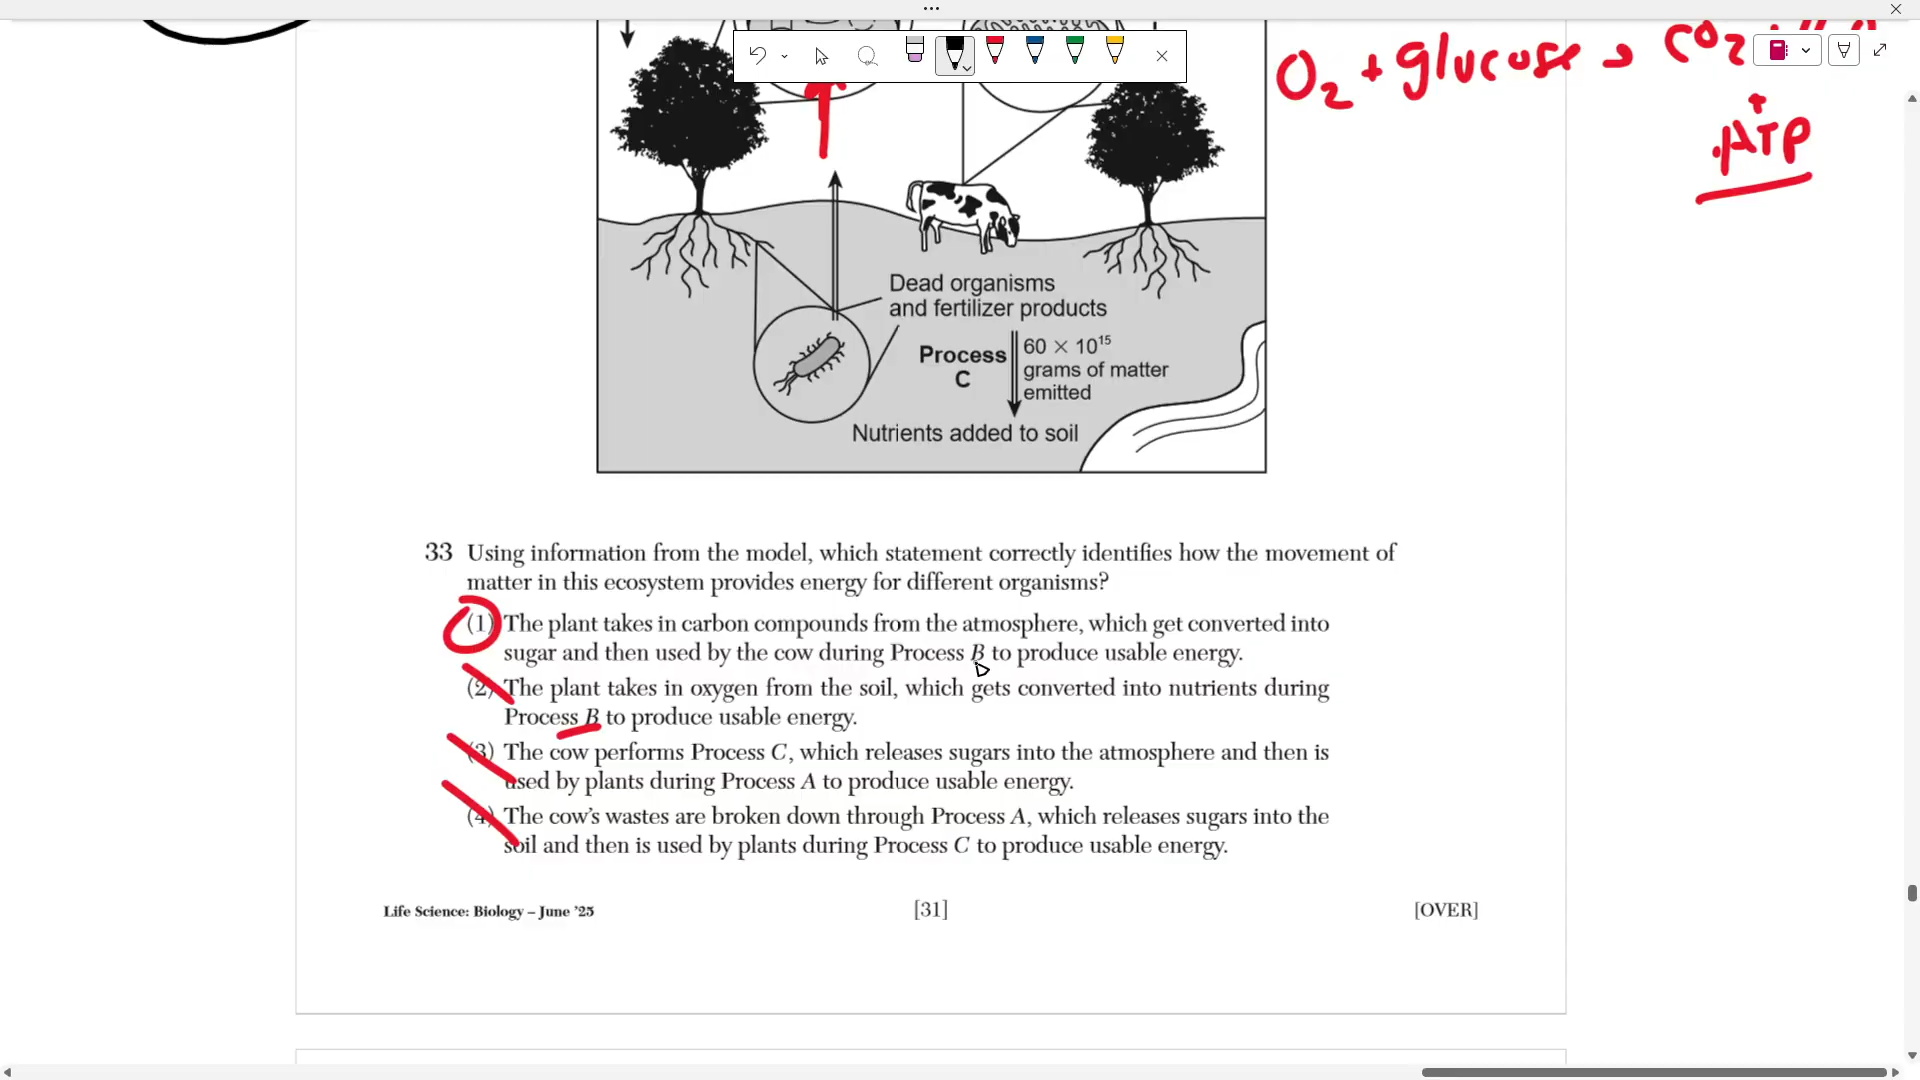 O2 + glucose → CO2
+
ATP
Dead organisms
and fertilizer products
Process
C
60 × 10¹⁵
grams of matter
emitted
Nutrients added to soil
33 Using information from the model, which statement correctly identifies how the movement of
matter in this ecosystem provides energy for different organisms?
(1) The plant takes in carbon compounds from the atmosphere, which get converted into
sugar and then used by the cow during Process B to produce usable energy.
(2) The plant takes in oxygen from the soil, which gets converted into nutrients during
Process B to produce usable energy.
(3) The cow performs Process C, which releases sugars into the atmosphere and then is
used by plants during Process A to produce usable energy.
(4) The cow's wastes are broken down through Process A, which releases sugars into the
soil and then is used by plants during Process C to produce usable energy.
Life Science: Biology – June '25
[31]
[OVER]